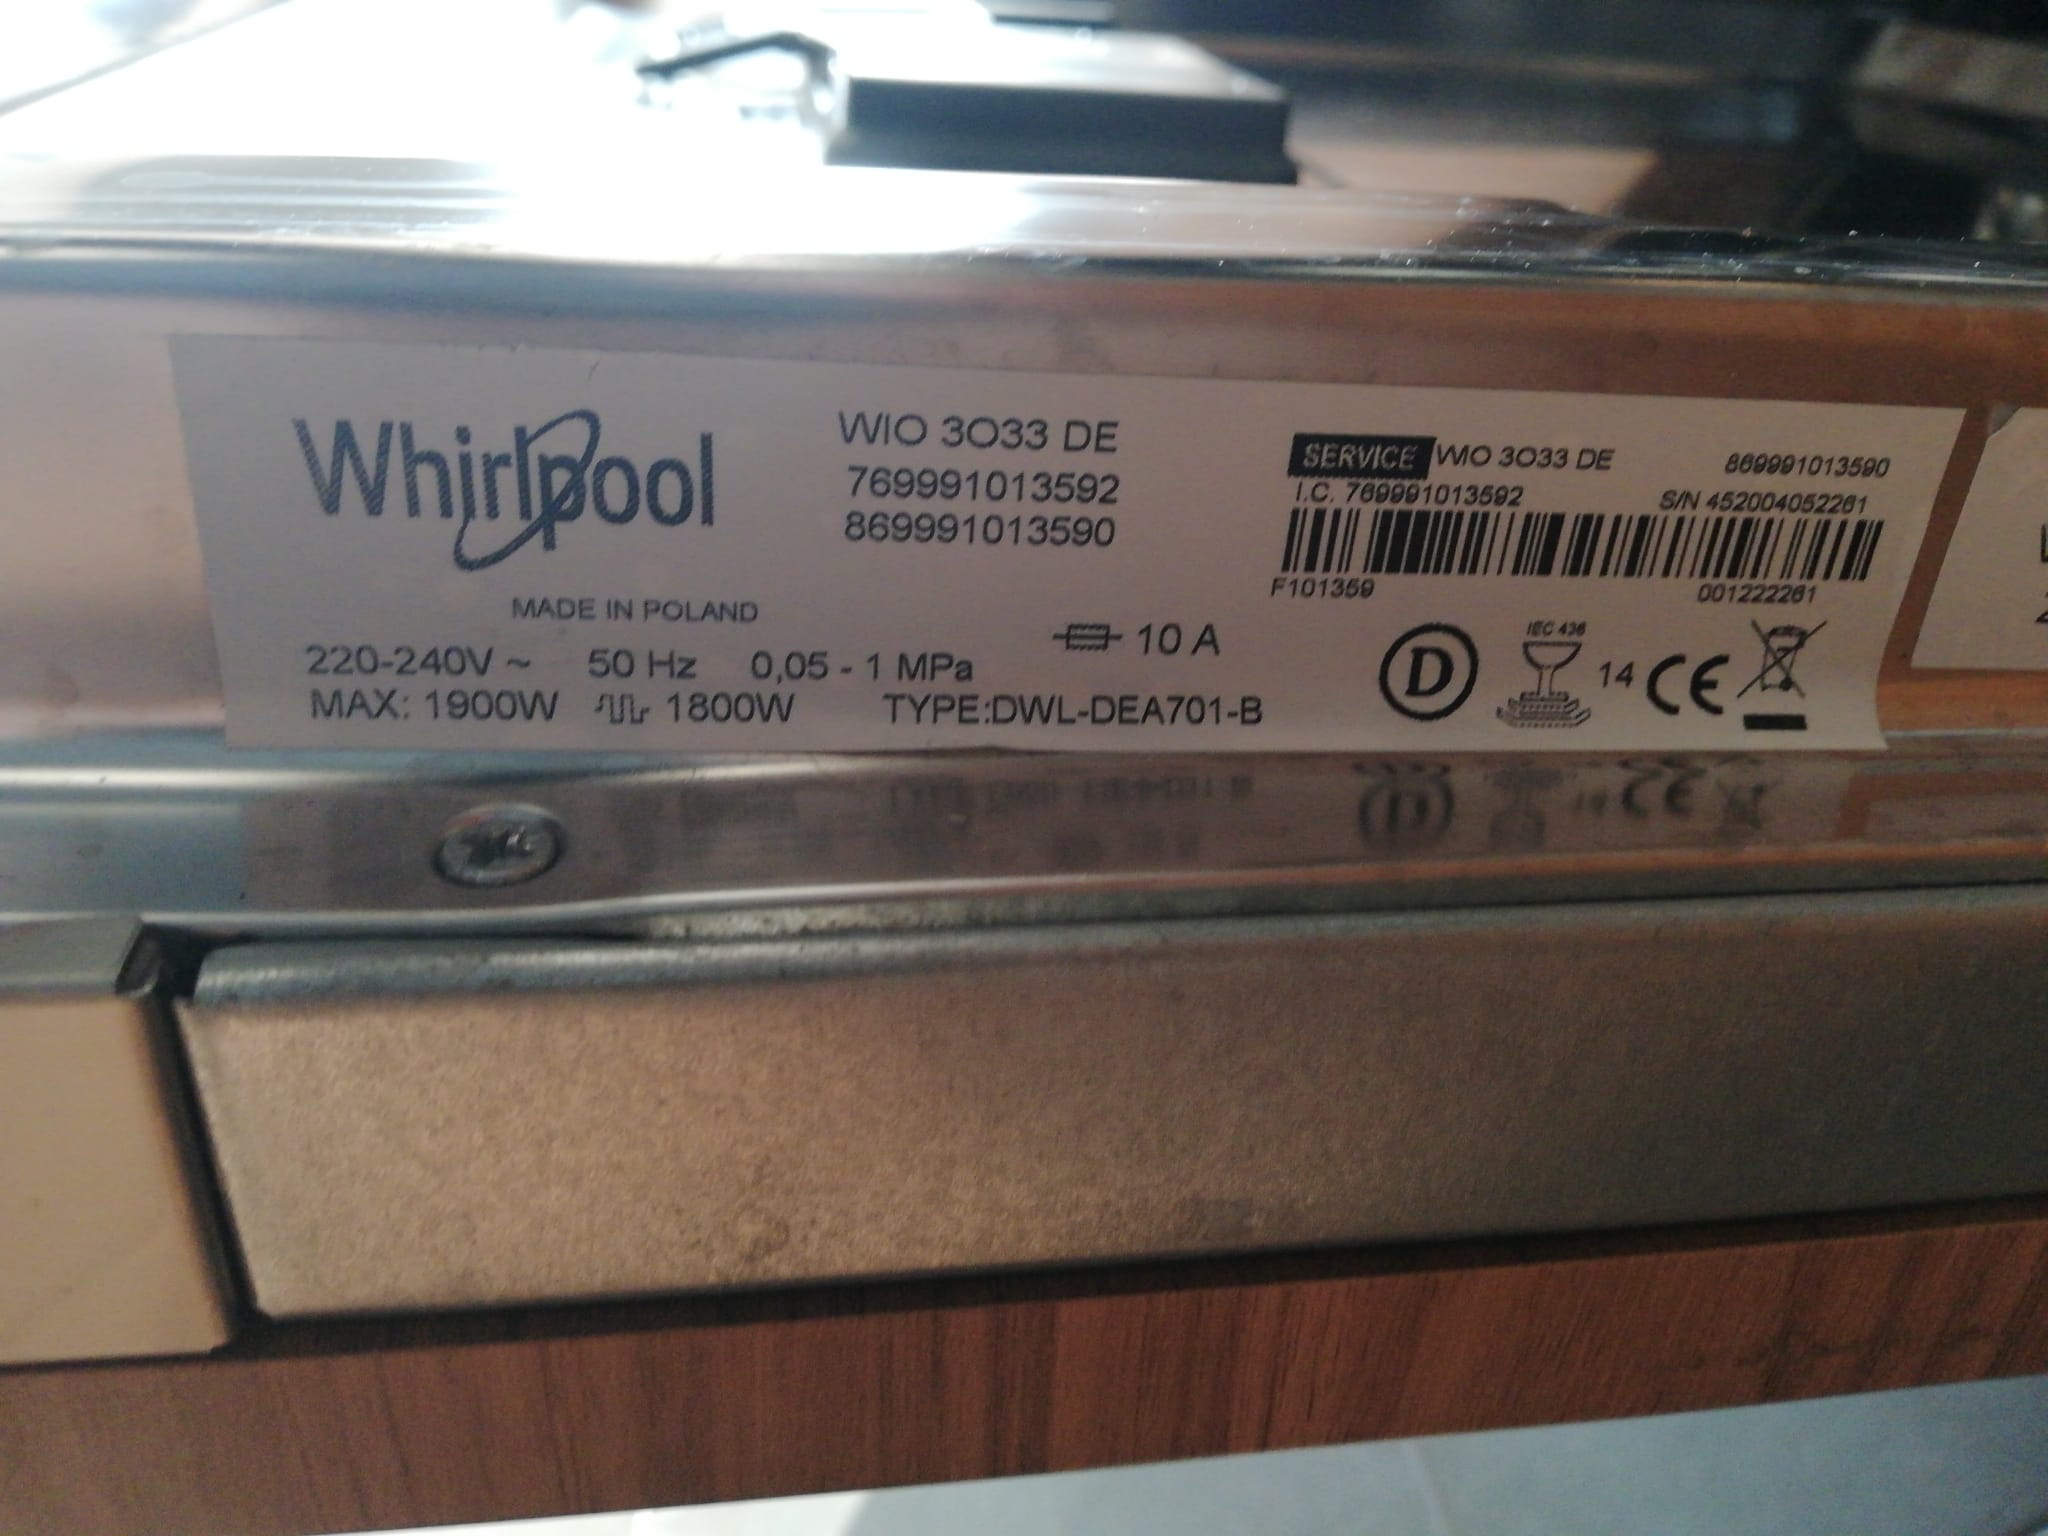 Whirlpool
WIO 3O33 DE
769991013592
869991013590
MADE IN POLAND
10 A
220-240V ~ 50 Hz 0,05 - 1 MPa
MAX: 1900W 1800W TYPE:DWL-DEA701-B
SERVICE WIO 3O33 DE 869991013590
I.C. 769991013592 S/N 452004052261
F101359 001222261
D
IEC 436
14 CE